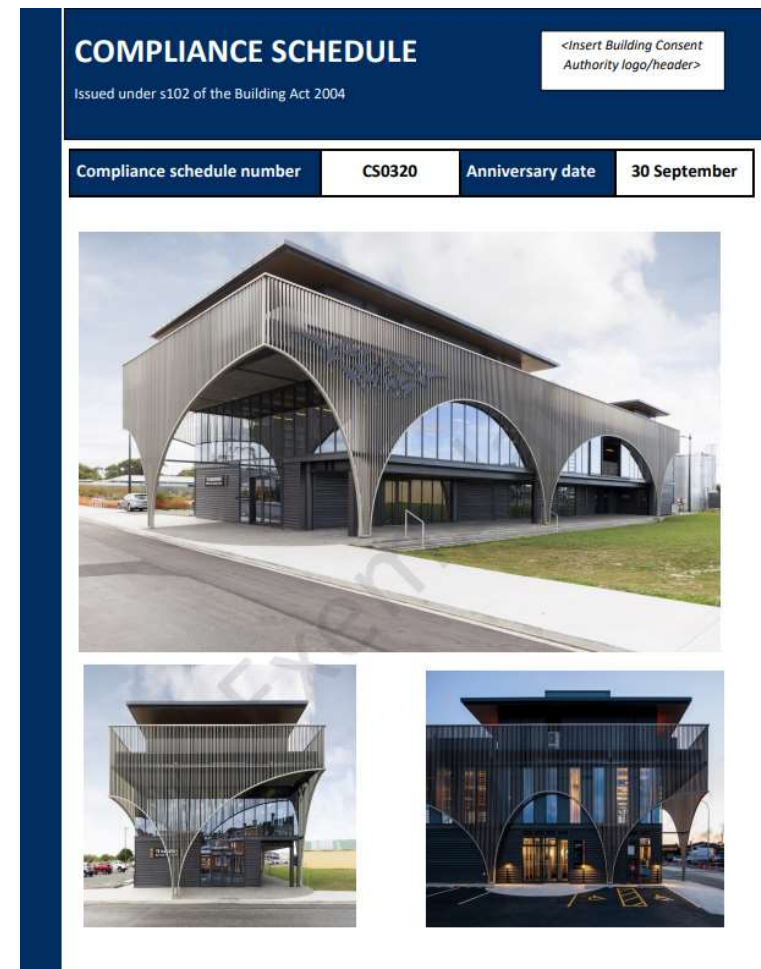 COMPLIANCE SCHEDULE
Issued under s102 of the Building Act 2004
<Insert Building Consent
Authority logo/header>
Compliance schedule number CS0320 Anniversary date 30 September